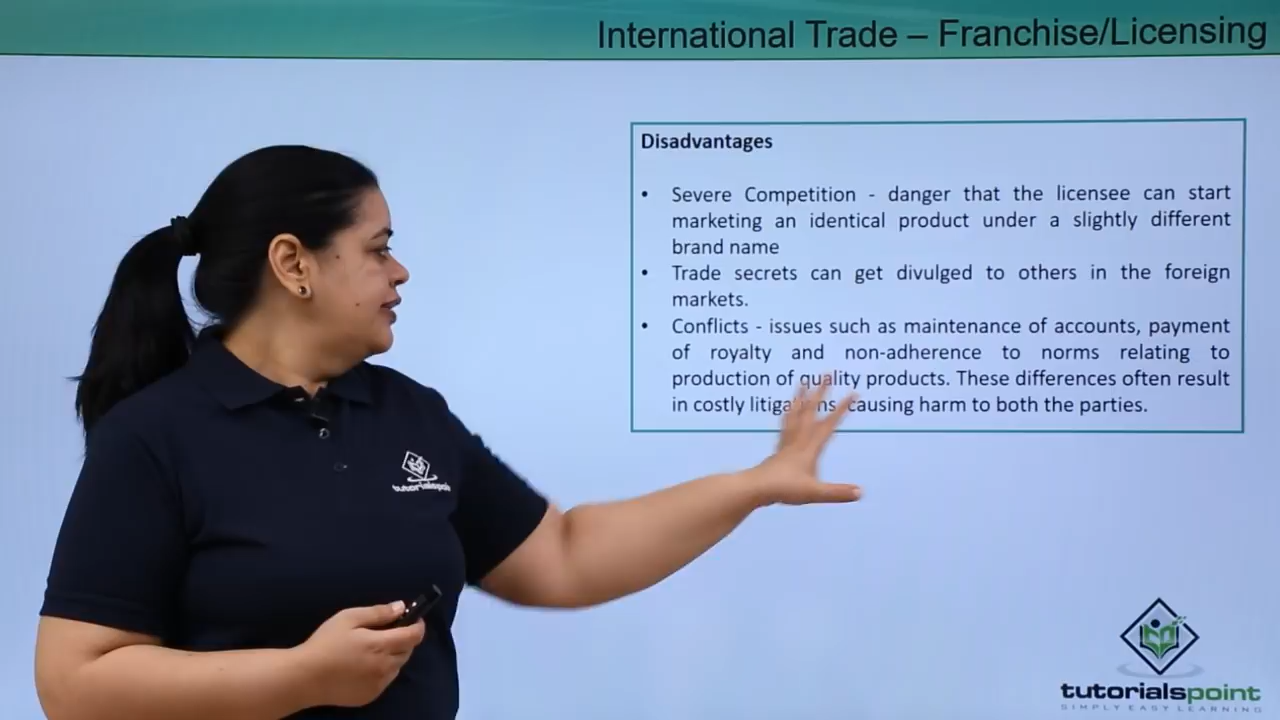 International Trade – Franchise/Licensing
Disadvantages
• Severe Competition - danger that the licensee can start
marketing an identical product under a slightly different
brand name
• Trade secrets can get divulged to others in the foreign
markets.
• Conflicts - issues such as maintenance of accounts, payment
of royalty and non-adherence to norms relating to
production of quality products. These differences often result
in costly causing harm to both the parties.
tutorialspoint
tutorialspoint
SIMPLY EASY LEARNING